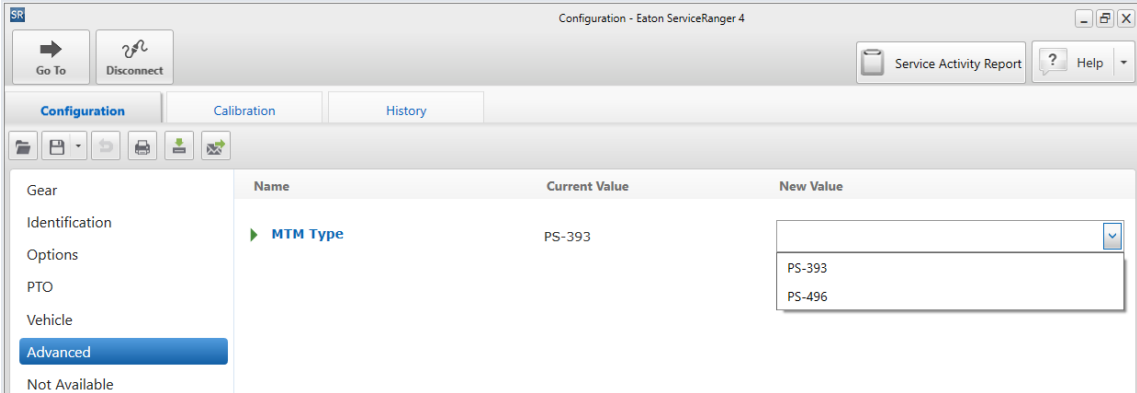 SR
Configuration - Eaton ServiceRanger 4
Go To
Disconnect
Service Activity Report
? Help
Configuration
Calibration
History
Name
Current Value
New Value
Gear
Identification
Options
PTO
Vehicle
Advanced
Not Available
MTM Type
PS-393
PS-393
PS-496